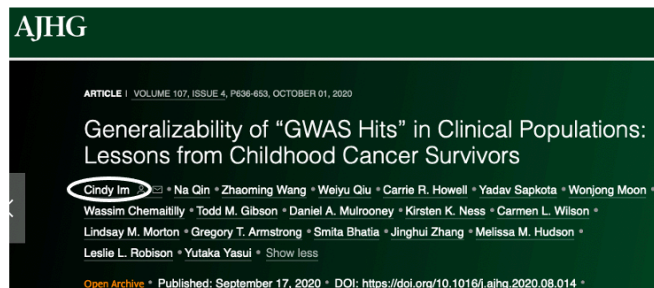 AJHG
ARTICLE | VOLUME 107, ISSUE 4, P636-653, OCTOBER 01, 2020
Generalizability of “GWAS Hits” in Clinical Populations:
Lessons from Childhood Cancer Survivors
Cindy Im • Na Qin • Zhaoming Wang • Weiyu Qiu • Carrie R. Howell • Yadav Sapkota • Wonjong Moon •
Wassim Chemaitilly • Todd M. Gibson • Daniel A. Mulrooney • Kirsten K. Ness • Carmen L. Wilson •
Lindsay M. Morton • Gregory T. Armstrong • Smita Bhatia • Jinghui Zhang • Melissa M. Hudson •
Leslie L. Robison • Yutaka Yasui • Show less
Open Archive • Published: September 17, 2020 • DOI: https://doi.org/10.1016/j.ajhg.2020.08.014 •